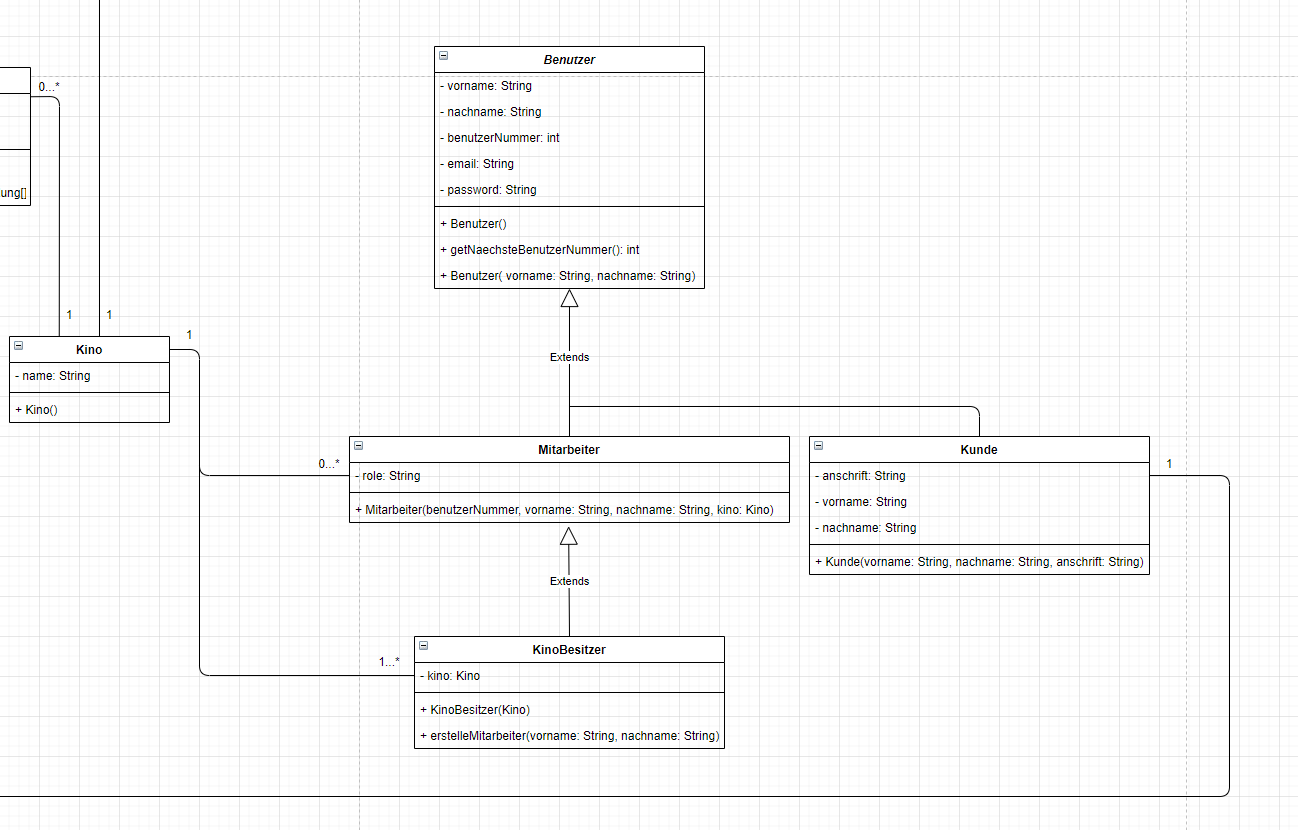 Benutzer
- vorname: String
- nachname: String
- benutzerNummer: int
- email: String
- password: String
+ Benutzer()
+ getNaechsteBenutzerNummer(): int
+ Benutzer( vorname: String, nachname: String)
0...*
ung[]
1
1
1
Kino
- name: String
+ Kino()
Extends
0...*
Mitarbeiter
- role: String
+ Mitarbeiter(benutzerNummer, vorname: String, nachname: String, kino: Kino)
Kunde
- anschrift: String
- vorname: String
- nachname: String
+ Kunde(vorname: String, nachname: String, anschrift: String)
1
Extends
1...*
KinoBesitzer
- kino: Kino
+ KinoBesitzer(Kino)
+ erstelleMitarbeiter(vorname: String, nachname: String)